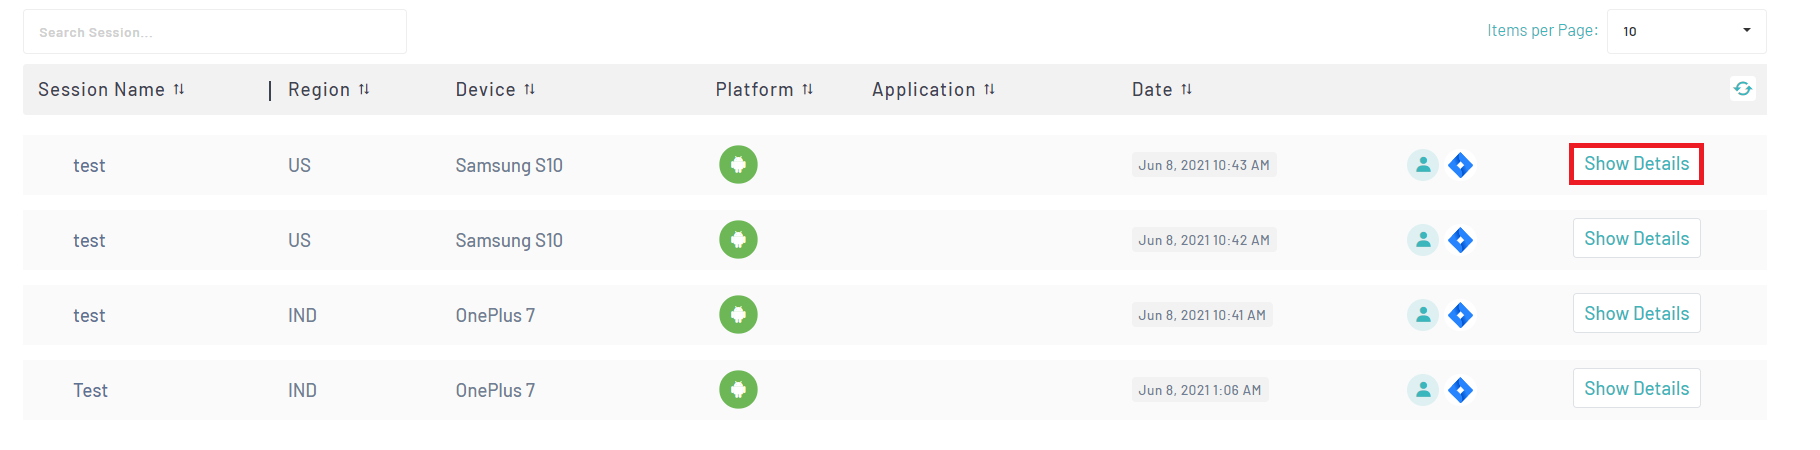 Search Session... Items per Page: 10
Session Name Region Device Platform Application Date
test US Samsung S10 Jun 8, 2021 10:43 AM Show Details
test US Samsung S10 Jun 8, 2021 10:42 AM Show Details
test IND OnePlus 7 Jun 8, 2021 10:41 AM Show Details
Test IND OnePlus 7 Jun 8, 2021 1:06 AM Show Details